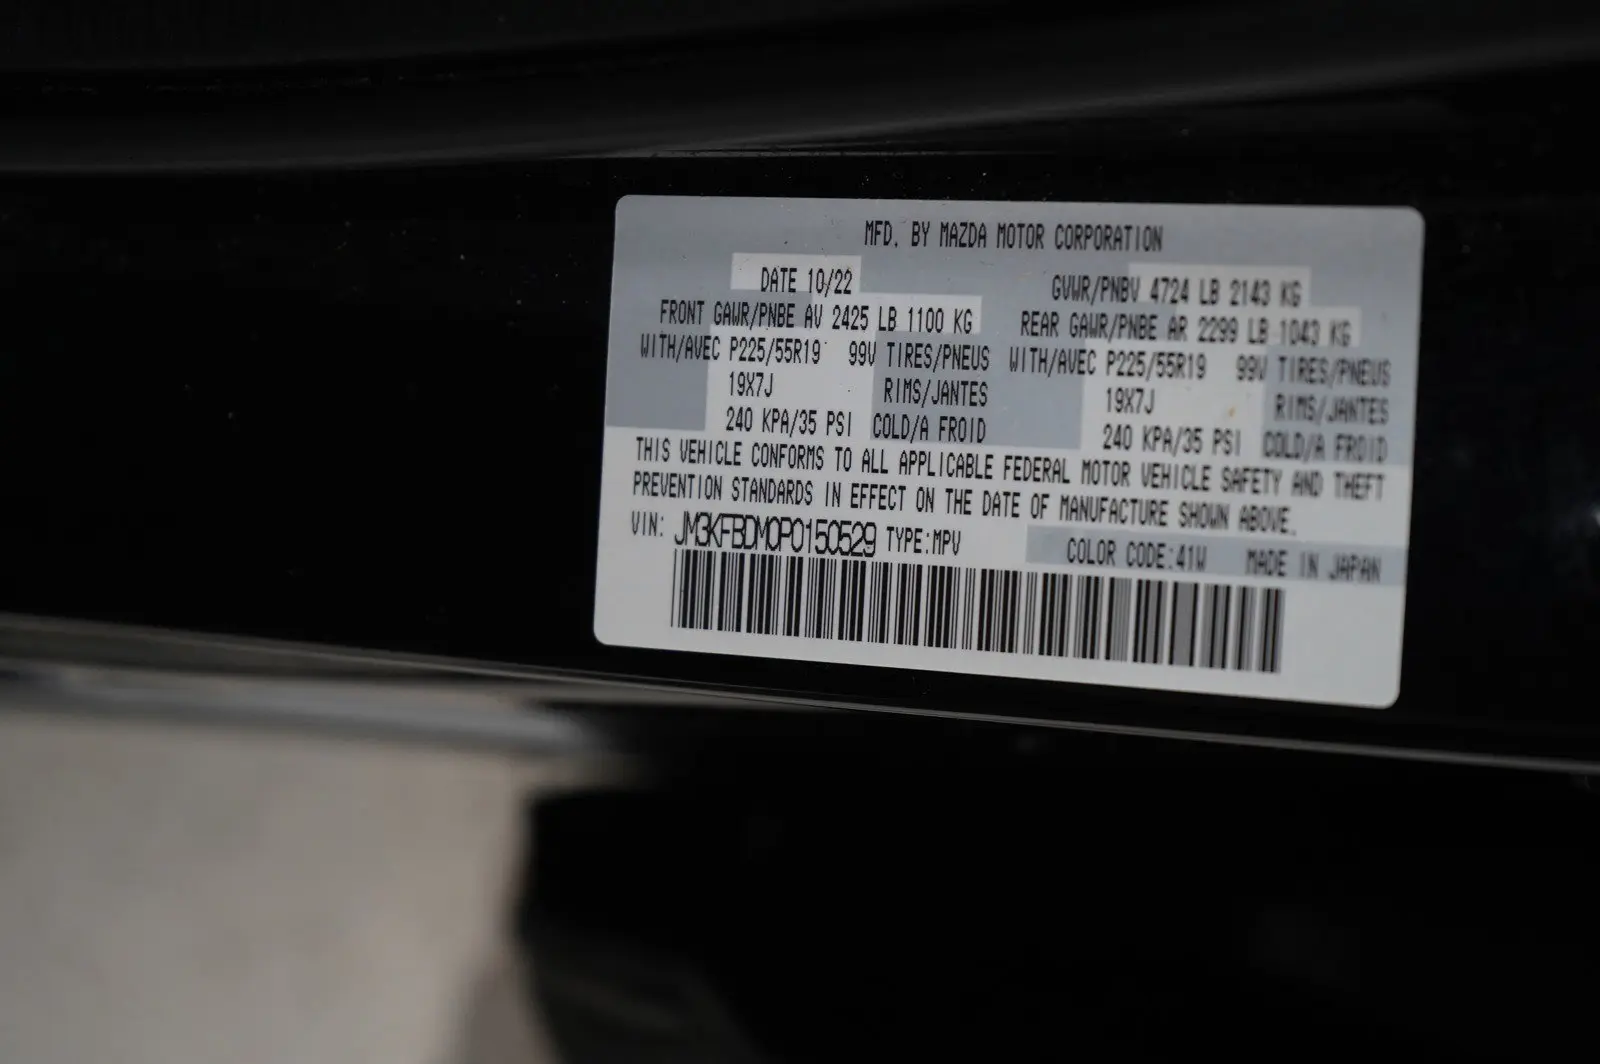 MFD. BY MAZDA MOTOR CORPORATION
DATE 10/22 GVWR/PNBV 4724 LB 2143 KG
FRONT GAWR/PNBE AV 2425 LB 1100 KG REAR GAWR/PNBE AR 2299 LB 1043 KG
WITH/AVEC P225/55R19 99V TIRES/PNEUS WITH/AVEC P225/55R19 99V TIRES/PNEUS
19X7J RIMS/JANTES 19X7J RIMS/JANTES
240 KPA/35 PSI COLD/A FROID 240 KPA/35 PSI COLD/A FROID
THIS VEHICLE CONFORMS TO ALL APPLICABLE FEDERAL MOTOR VEHICLE SAFETY AND THEFT
PREVENTION STANDARDS IN EFFECT ON THE DATE OF MANUFACTURE SHOWN ABOVE.
VIN: JM3KFBDM0P0150529 TYPE:MPV COLOR CODE:41W MADE IN JAPAN